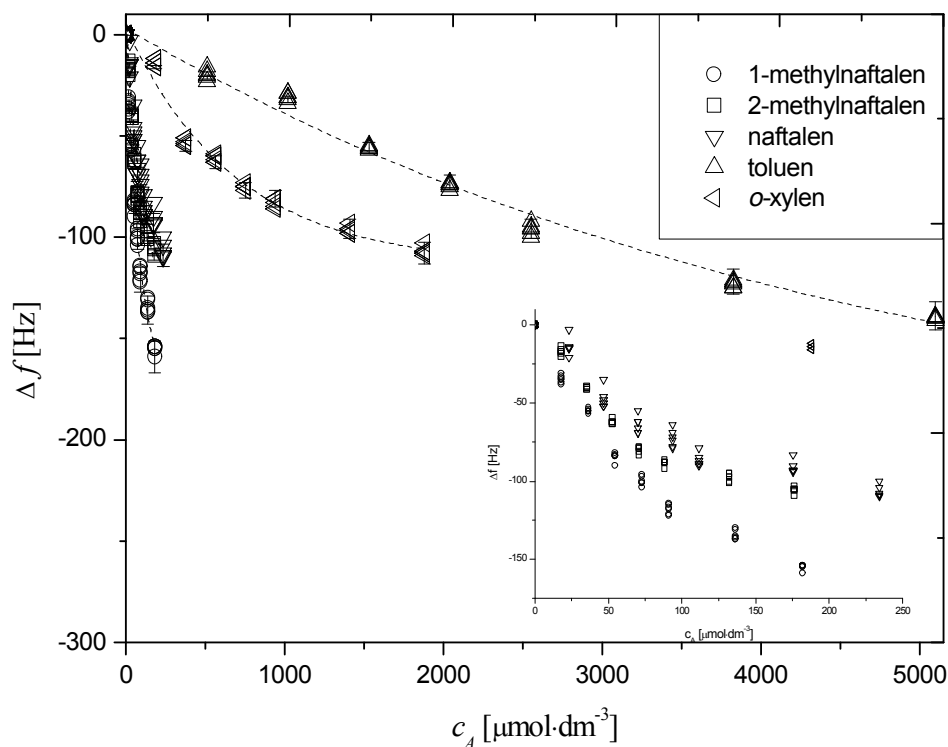 0
-100
-200
-300
Δf [Hz]
0
1000
2000
3000
4000
5000
c_A [μmol·dm⁻³]
1-methylnaftalen
2-methylnaftalen
naftalen
toluen
o-xylen
0
-50
-100
-150
Δf [Hz]
0
50
100
150
200
250
c_A [μmol·dm⁻³]